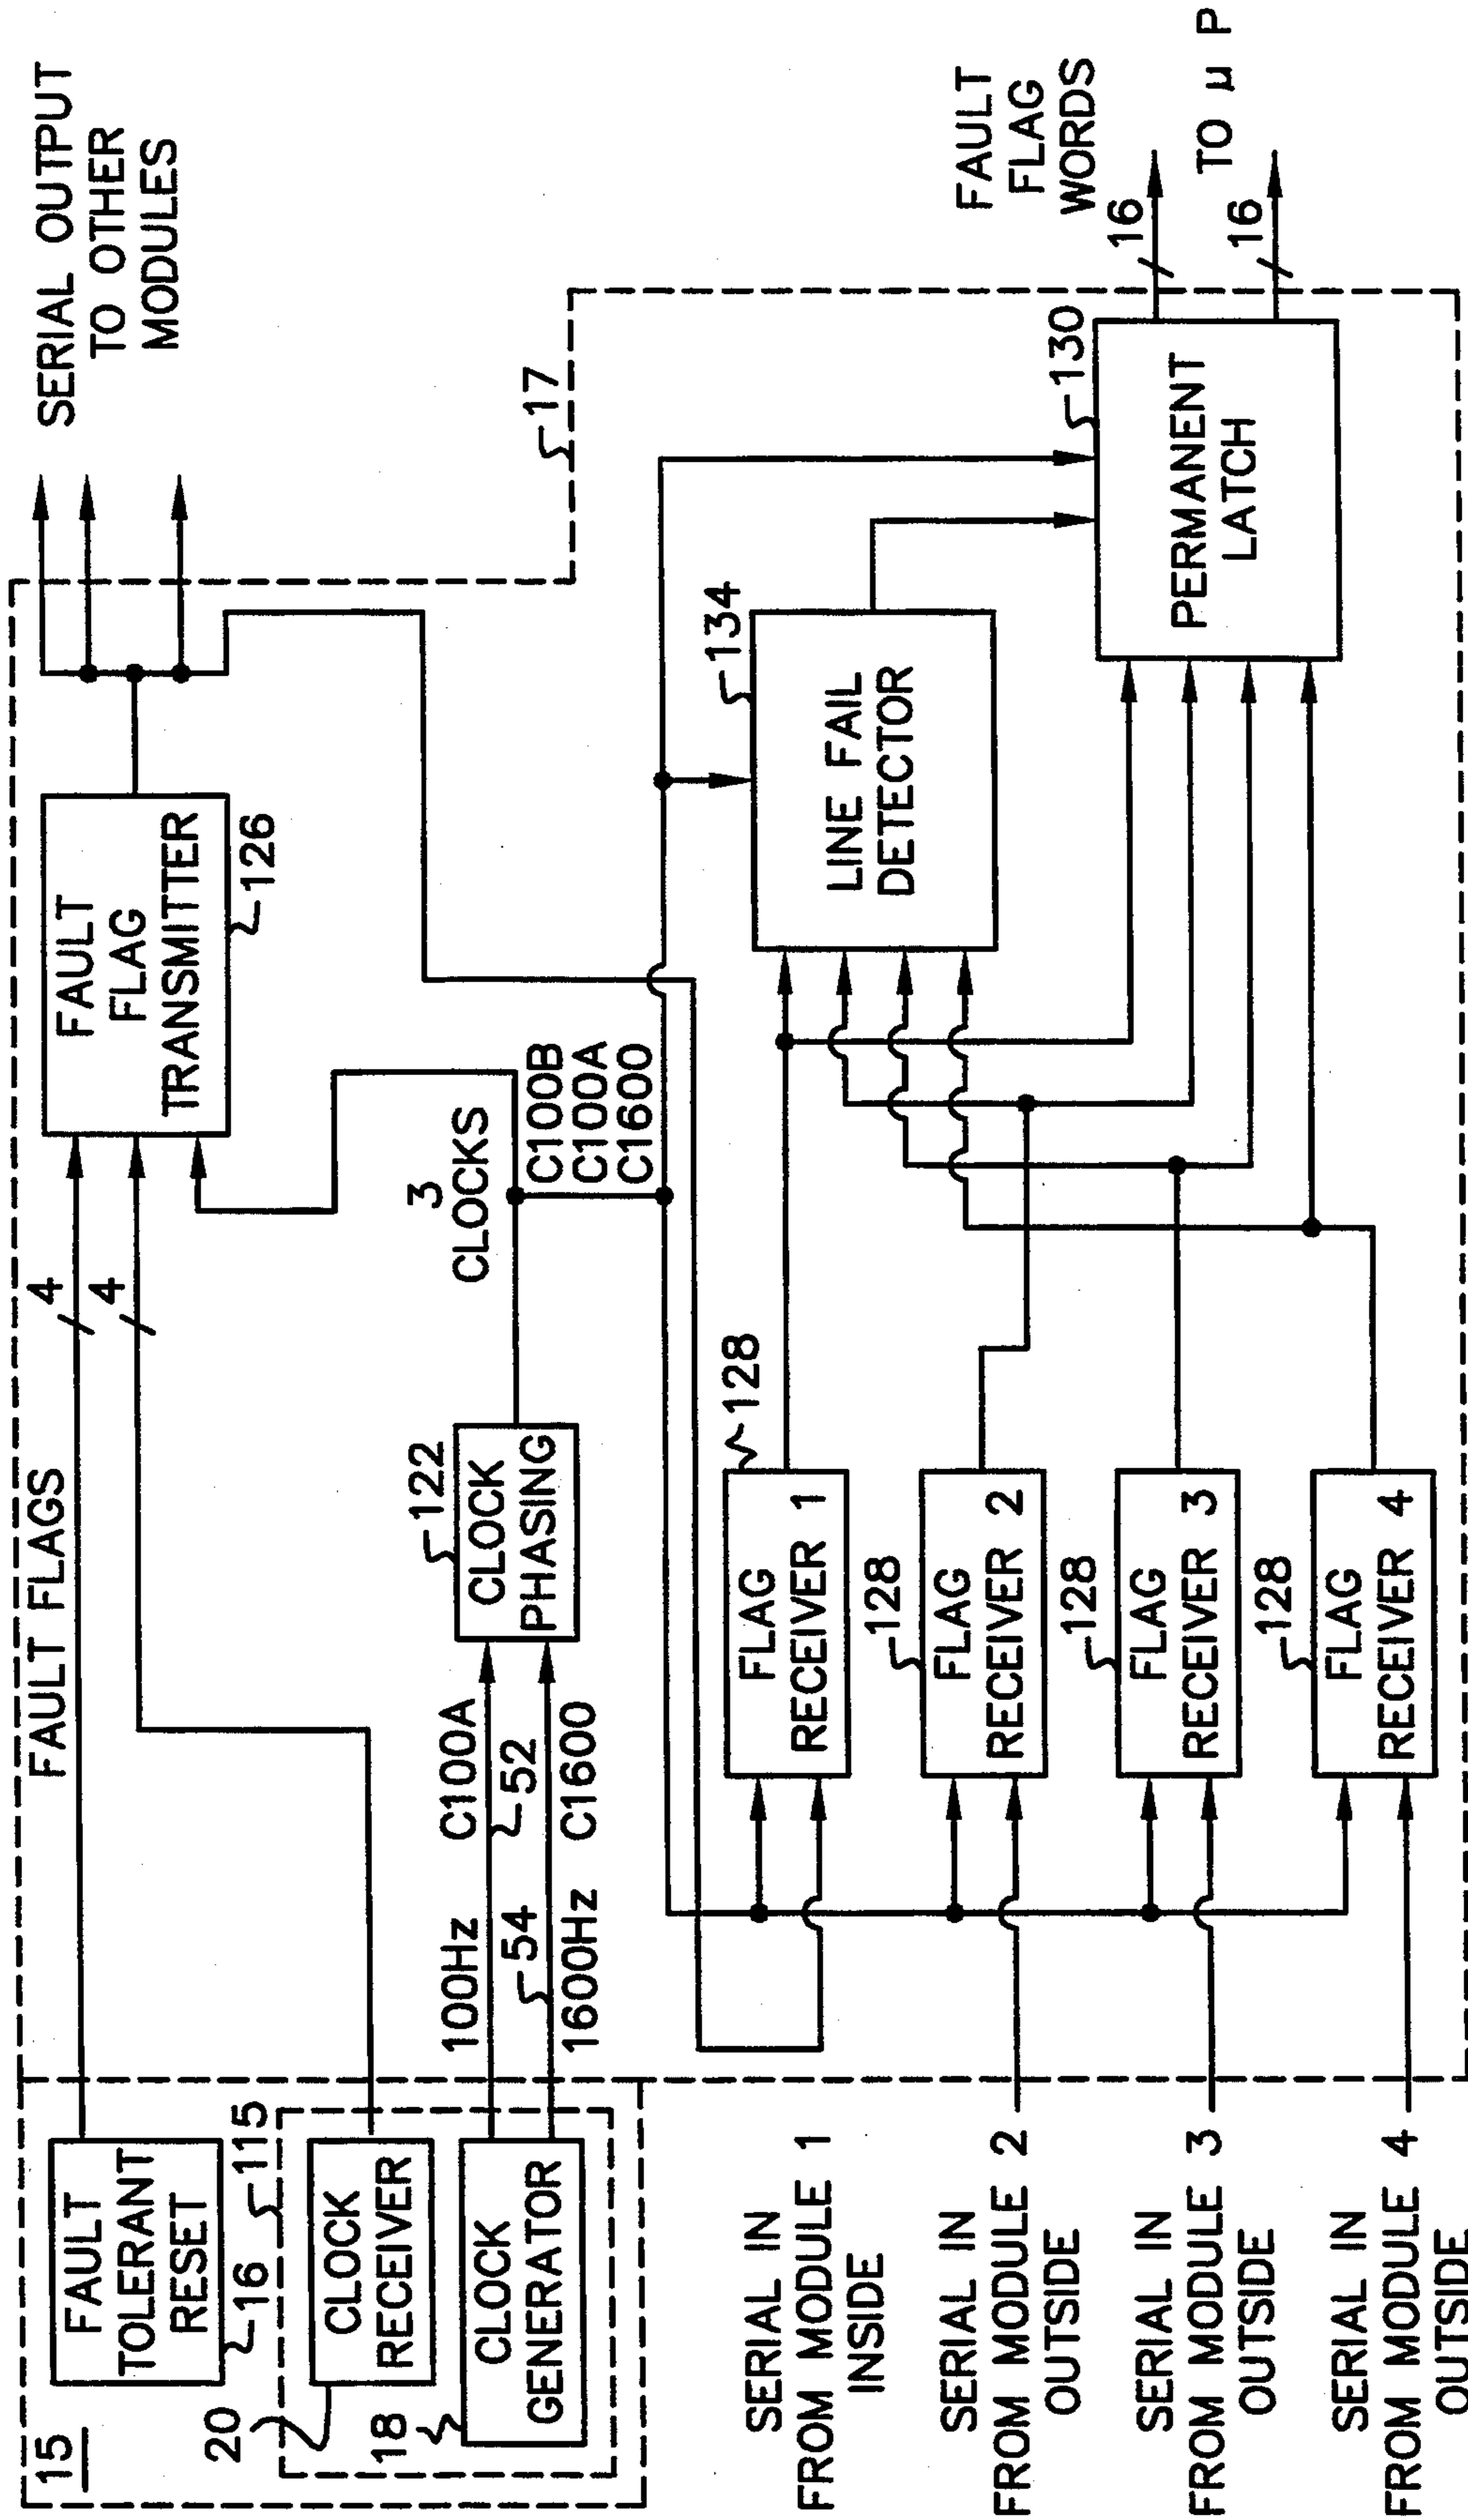 15
FAULT
TOLERANT
RESET
16
115
20
CLOCK
RECEIVER
18
CLOCK
GENERATOR
FAULT FLAGS
4
4
100Hz
C100A
52
54
1600Hz
C1600
122
CLOCK
PHASING
3
CLOCKS
C100B
C100A
C1600
FAULT
FLAG
TRANSMITTER
126
SERIAL OUTPUT
TO OTHER
MODULES
17
SERIAL IN
FROM MODULE 1
INSIDE
SERIAL IN
FROM MODULE 2
OUTSIDE
SERIAL IN
FROM MODULE 3
OUTSIDE
SERIAL IN
FROM MODULE 4
OUTSIDE
128
FLAG
RECEIVER 1
128
FLAG
RECEIVER 2
128
FLAG
RECEIVER 3
128
FLAG
RECEIVER 4
134
LINE FAIL
DETECTOR
130
PERMANENT
LATCH
FAULT
FLAG
WORDS
16
16
TO μ P